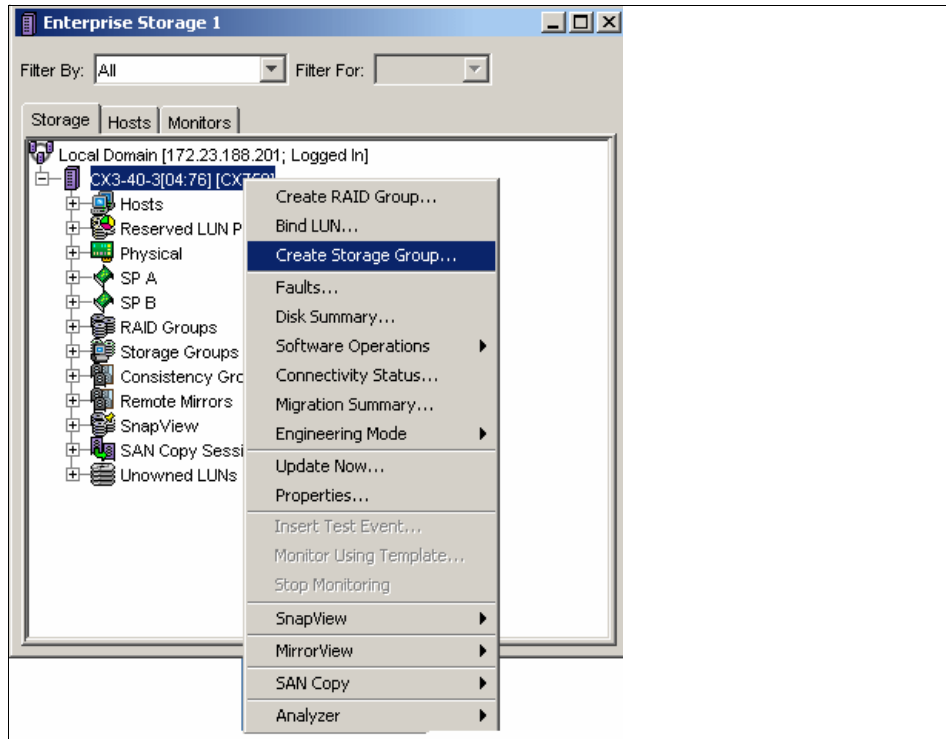 Enterprise Storage 1
Filter By: All Filter For:
Storage Hosts Monitors
Local Domain [172.23.188.201; Logged In]
CX3-40-3[04:76] [CX750]
Hosts
Reserved LUN P
Physical
SP A
SP B
RAID Groups
Storage Groups
Consistency Gro
Remote Mirrors
SnapView
SAN Copy Sessi
Unowned LUNs
Create RAID Group...
Bind LUN...
Create Storage Group...
Faults...
Disk Summary...
Software Operations
Connectivity Status...
Migration Summary...
Engineering Mode
Update Now...
Properties...
Insert Test Event...
Monitor Using Template...
Stop Monitoring
SnapView
MirrorView
SAN Copy
Analyzer